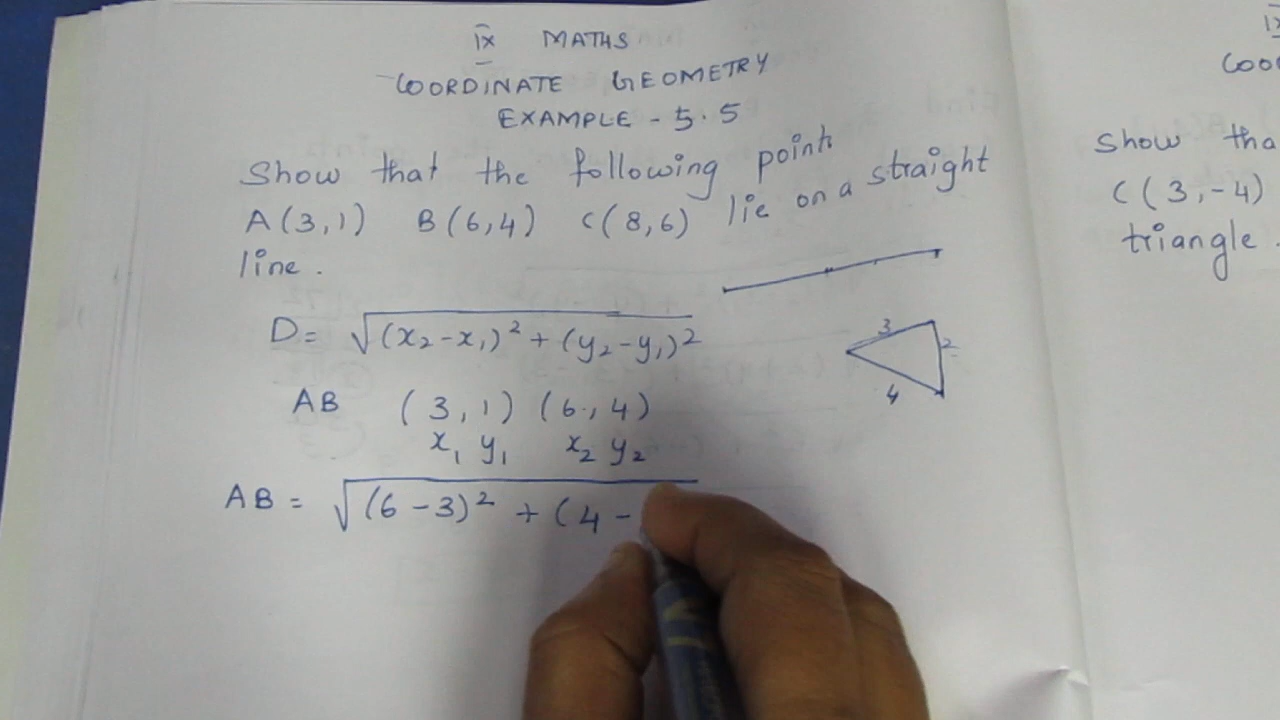 IX MATHS
COORDINATE GEOMETRY
EXAMPLE - 5.5
Show that the following points
A(3,1) B(6,4) C(8,6) lie on a straight
line.
D= √(x₂-x₁)² + (y₂-y₁)²
AB (3,1) (6,4)
x₁ y₁ x₂ y₂
AB = √(6-3)² + (4-
3
2
4
IX
Show tha
C(3,-4)
triangle.